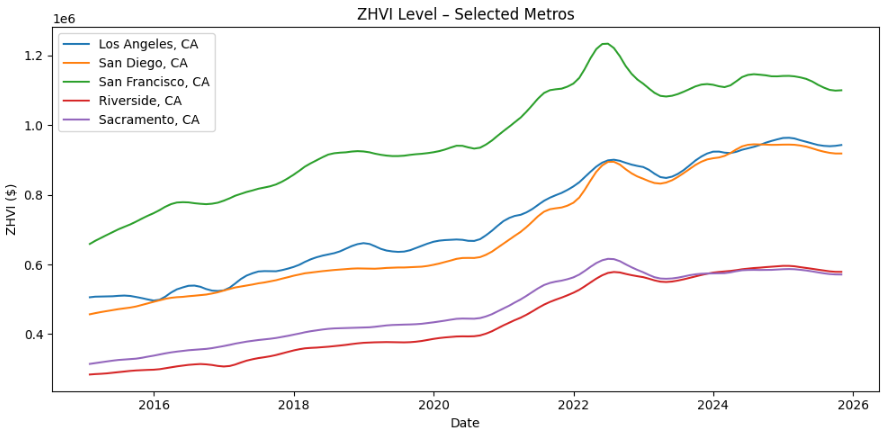 ZHVI Level – Selected Metros
1e6
Los Angeles, CA
San Diego, CA
San Francisco, CA
Riverside, CA
Sacramento, CA
1.2
1.0
0.8
0.6
0.4
ZHVI ($)
2016 2018 2020 2022 2024 2026
Date